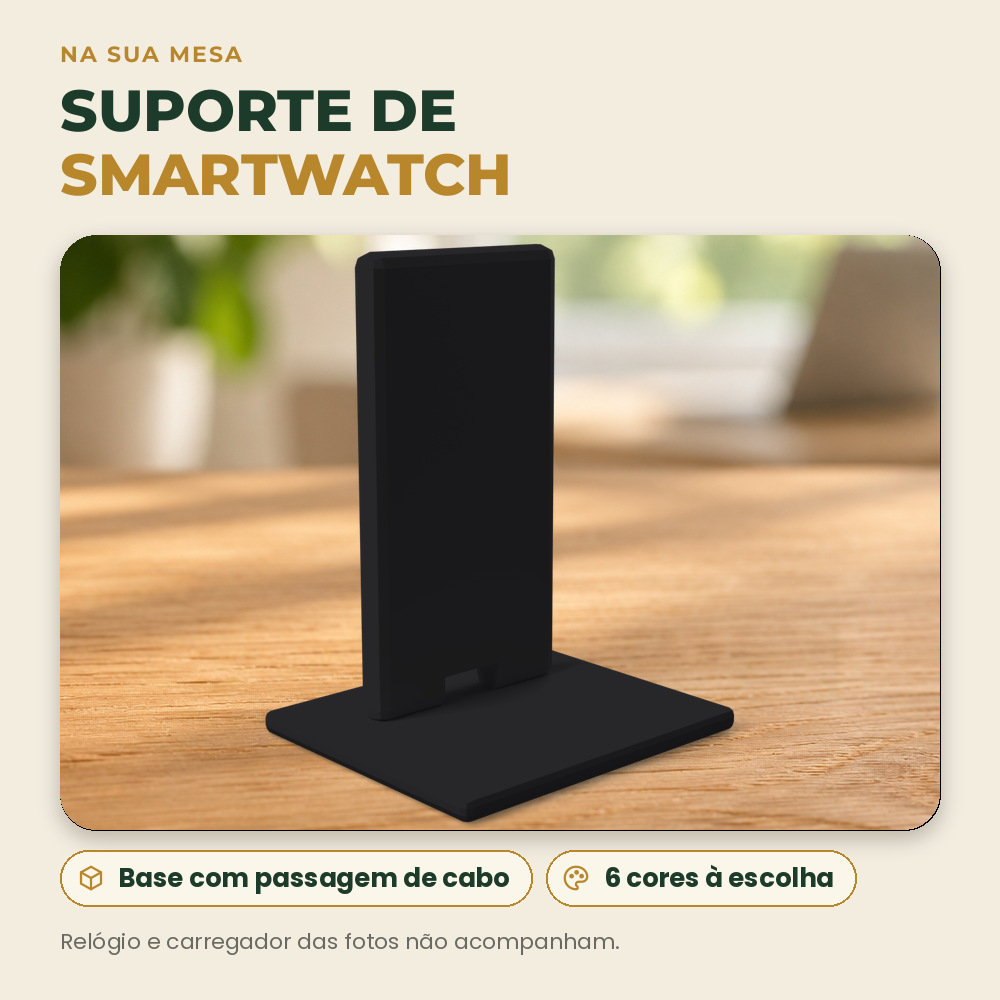 NA SUA MESA
SUPORTE DE
SMARTWATCH
Base com passagem de cabo
6 cores à escolha
Relógio e carregador das fotos não acompanham.